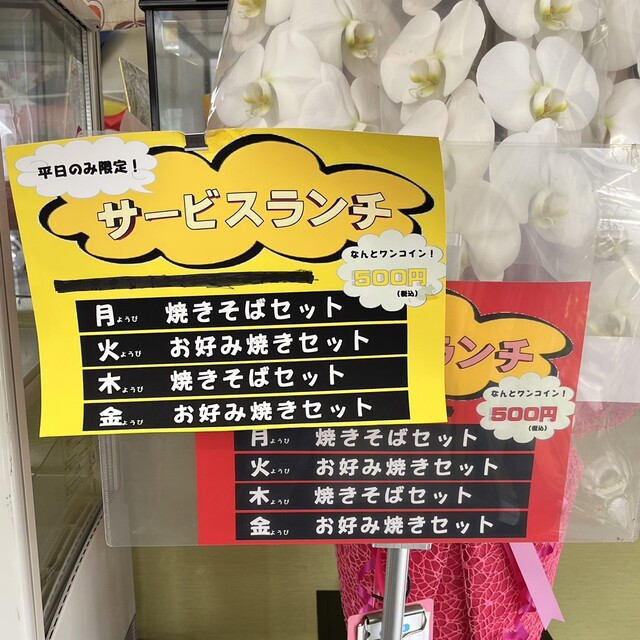 平日のみ限定！
サービスランチ
なんとワンコイン！
500円
(税込)
月ようび 焼きそばセット
火ようび お好み焼きセット
木ようび 焼きそばセット
金ようび お好み焼きセット
ランチ
なんとワンコイン！
500円
(税込)
月ようび 焼きそばセット
火ようび お好み焼きセット
木ようび 焼きそばセット
金ようび お好み焼きセット